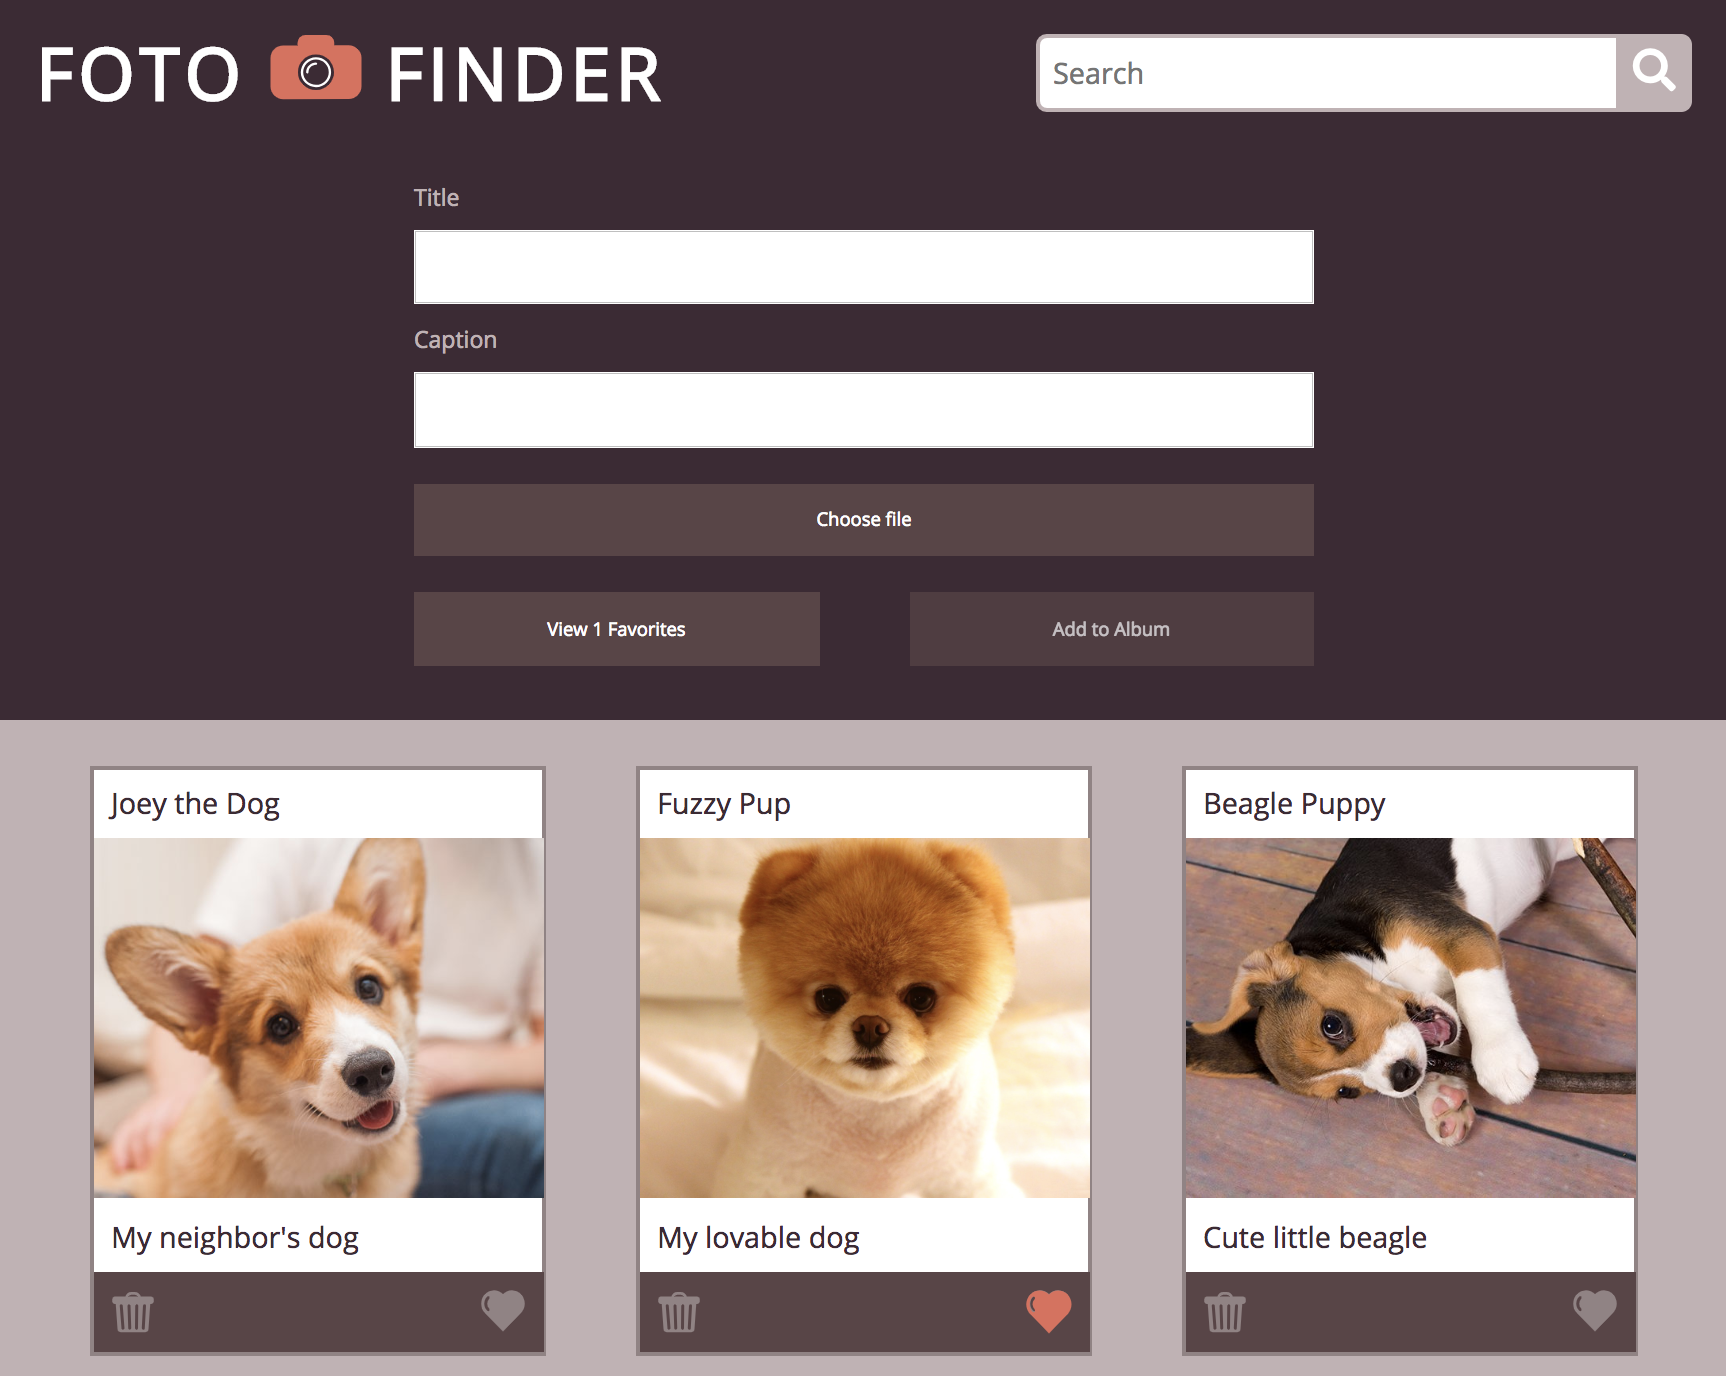 FOTO FINDER
Search
Title
Caption
Choose file
View 1 Favorites
Add to Album
Joey the Dog
My neighbor's dog
Fuzzy Pup
My lovable dog
Beagle Puppy
Cute little beagle